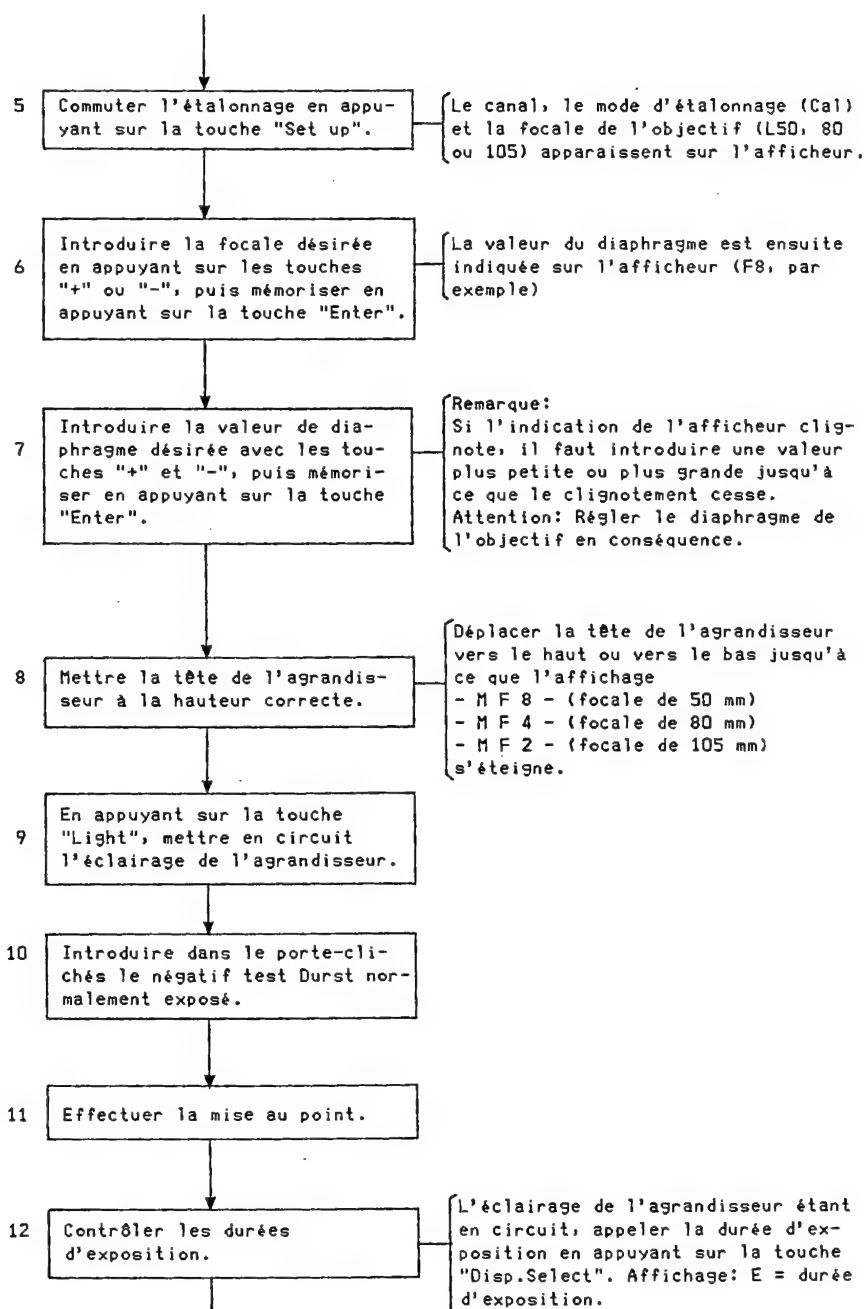 5 Commuter l'étalonnage en appu-
yant sur la touche "Set up".
Le canal, le mode d'étalonnage (Cal)
et la focale de l'objectif (L50, 80
ou 105) apparaissent sur l'afficheur.
6 Introduire la focale désirée
en appuyant sur les touches
"+" ou "-", puis mémoriser en
appuyant sur la touche "Enter".
La valeur du diaphragme est ensuite
indiquée sur l'afficheur (F8, par
exemple)
7 Introduire la valeur de dia-
phragme désirée avec les tou-
ches "+" et "-", puis mémori-
ser en appuyant sur la touche
"Enter".
Remarque:
Si l'indication de l'afficheur clig-
note, il faut introduire une valeur
plus petite ou plus grande jusqu'à
ce que le clignotement cesse.
Attention: Régler le diaphragme de
l'objectif en conséquence.
8 Mettre la tête de l'agrandis-
seur à la hauteur correcte.
Déplacer la tête de l'agrandisseur
vers le haut ou vers le bas jusqu'à
ce que l'affichage
- M F 8 - (focale de 50 mm)
- M F 4 - (focale de 80 mm)
- M F 2 - (focale de 105 mm)
s'éteigne.
9 En appuyant sur la touche
"Light", mettre en circuit
l'éclairage de l'agrandisseur.
10 Introduire dans le porte-cli-
chés le négatif test Durst nor-
malement exposé.
11 Effectuer la mise au point.
12 Contrôler les durées
d'exposition.
L'éclairage de l'agrandisseur étant
en circuit, appeler la durée d'ex-
position en appuyant sur la touche
"Disp.Select". Affichage: E = durée
d'exposition.